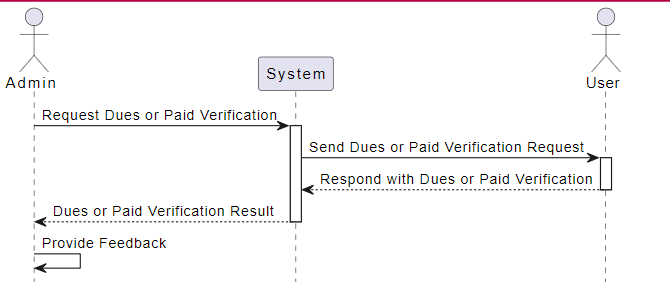 Admin
System
User
Request Dues or Paid Verification
Send Dues or Paid Verification Request
Respond with Dues or Paid Verification
Dues or Paid Verification Result
Provide Feedback